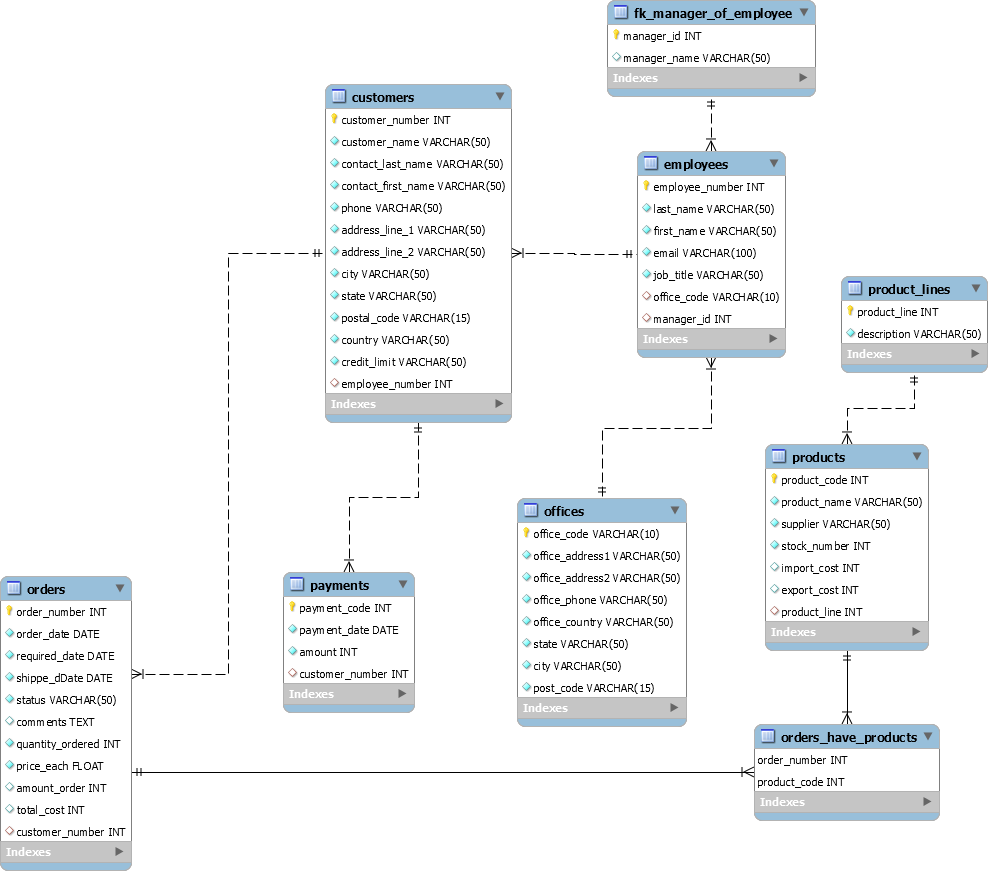 fk_manager_of_employee
manager_id INT
manager_name VARCHAR(50)
Indexes
customers
customer_number INT
customer_name VARCHAR(50)
contact_last_name VARCHAR(50)
contact_first_name VARCHAR(50)
phone VARCHAR(50)
address_line_1 VARCHAR(50)
address_line_2 VARCHAR(50)
city VARCHAR(50)
state VARCHAR(50)
postal_code VARCHAR(15)
country VARCHAR(50)
credit_limit VARCHAR(50)
employee_number INT
Indexes
employees
employee_number INT
last_name VARCHAR(50)
first_name VARCHAR(50)
email VARCHAR(100)
job_title VARCHAR(50)
office_code VARCHAR(10)
manager_id INT
Indexes
product_lines
product_line INT
description VARCHAR(50)
Indexes
products
product_code INT
product_name VARCHAR(50)
supplier VARCHAR(50)
stock_number INT
import_cost INT
export_cost INT
product_line INT
Indexes
offices
office_code VARCHAR(10)
office_address1 VARCHAR(50)
office_address2 VARCHAR(50)
office_phone VARCHAR(50)
office_country VARCHAR(50)
state VARCHAR(50)
city VARCHAR(50)
post_code VARCHAR(15)
Indexes
payments
payment_code INT
payment_date DATE
amount INT
customer_number INT
Indexes
orders
order_number INT
order_date DATE
required_date DATE
shippe_dDate DATE
status VARCHAR(50)
comments TEXT
quantity_ordered INT
price_each FLOAT
amount_order INT
total_cost INT
customer_number INT
Indexes
orders_have_products
order_number INT
product_code INT
Indexes